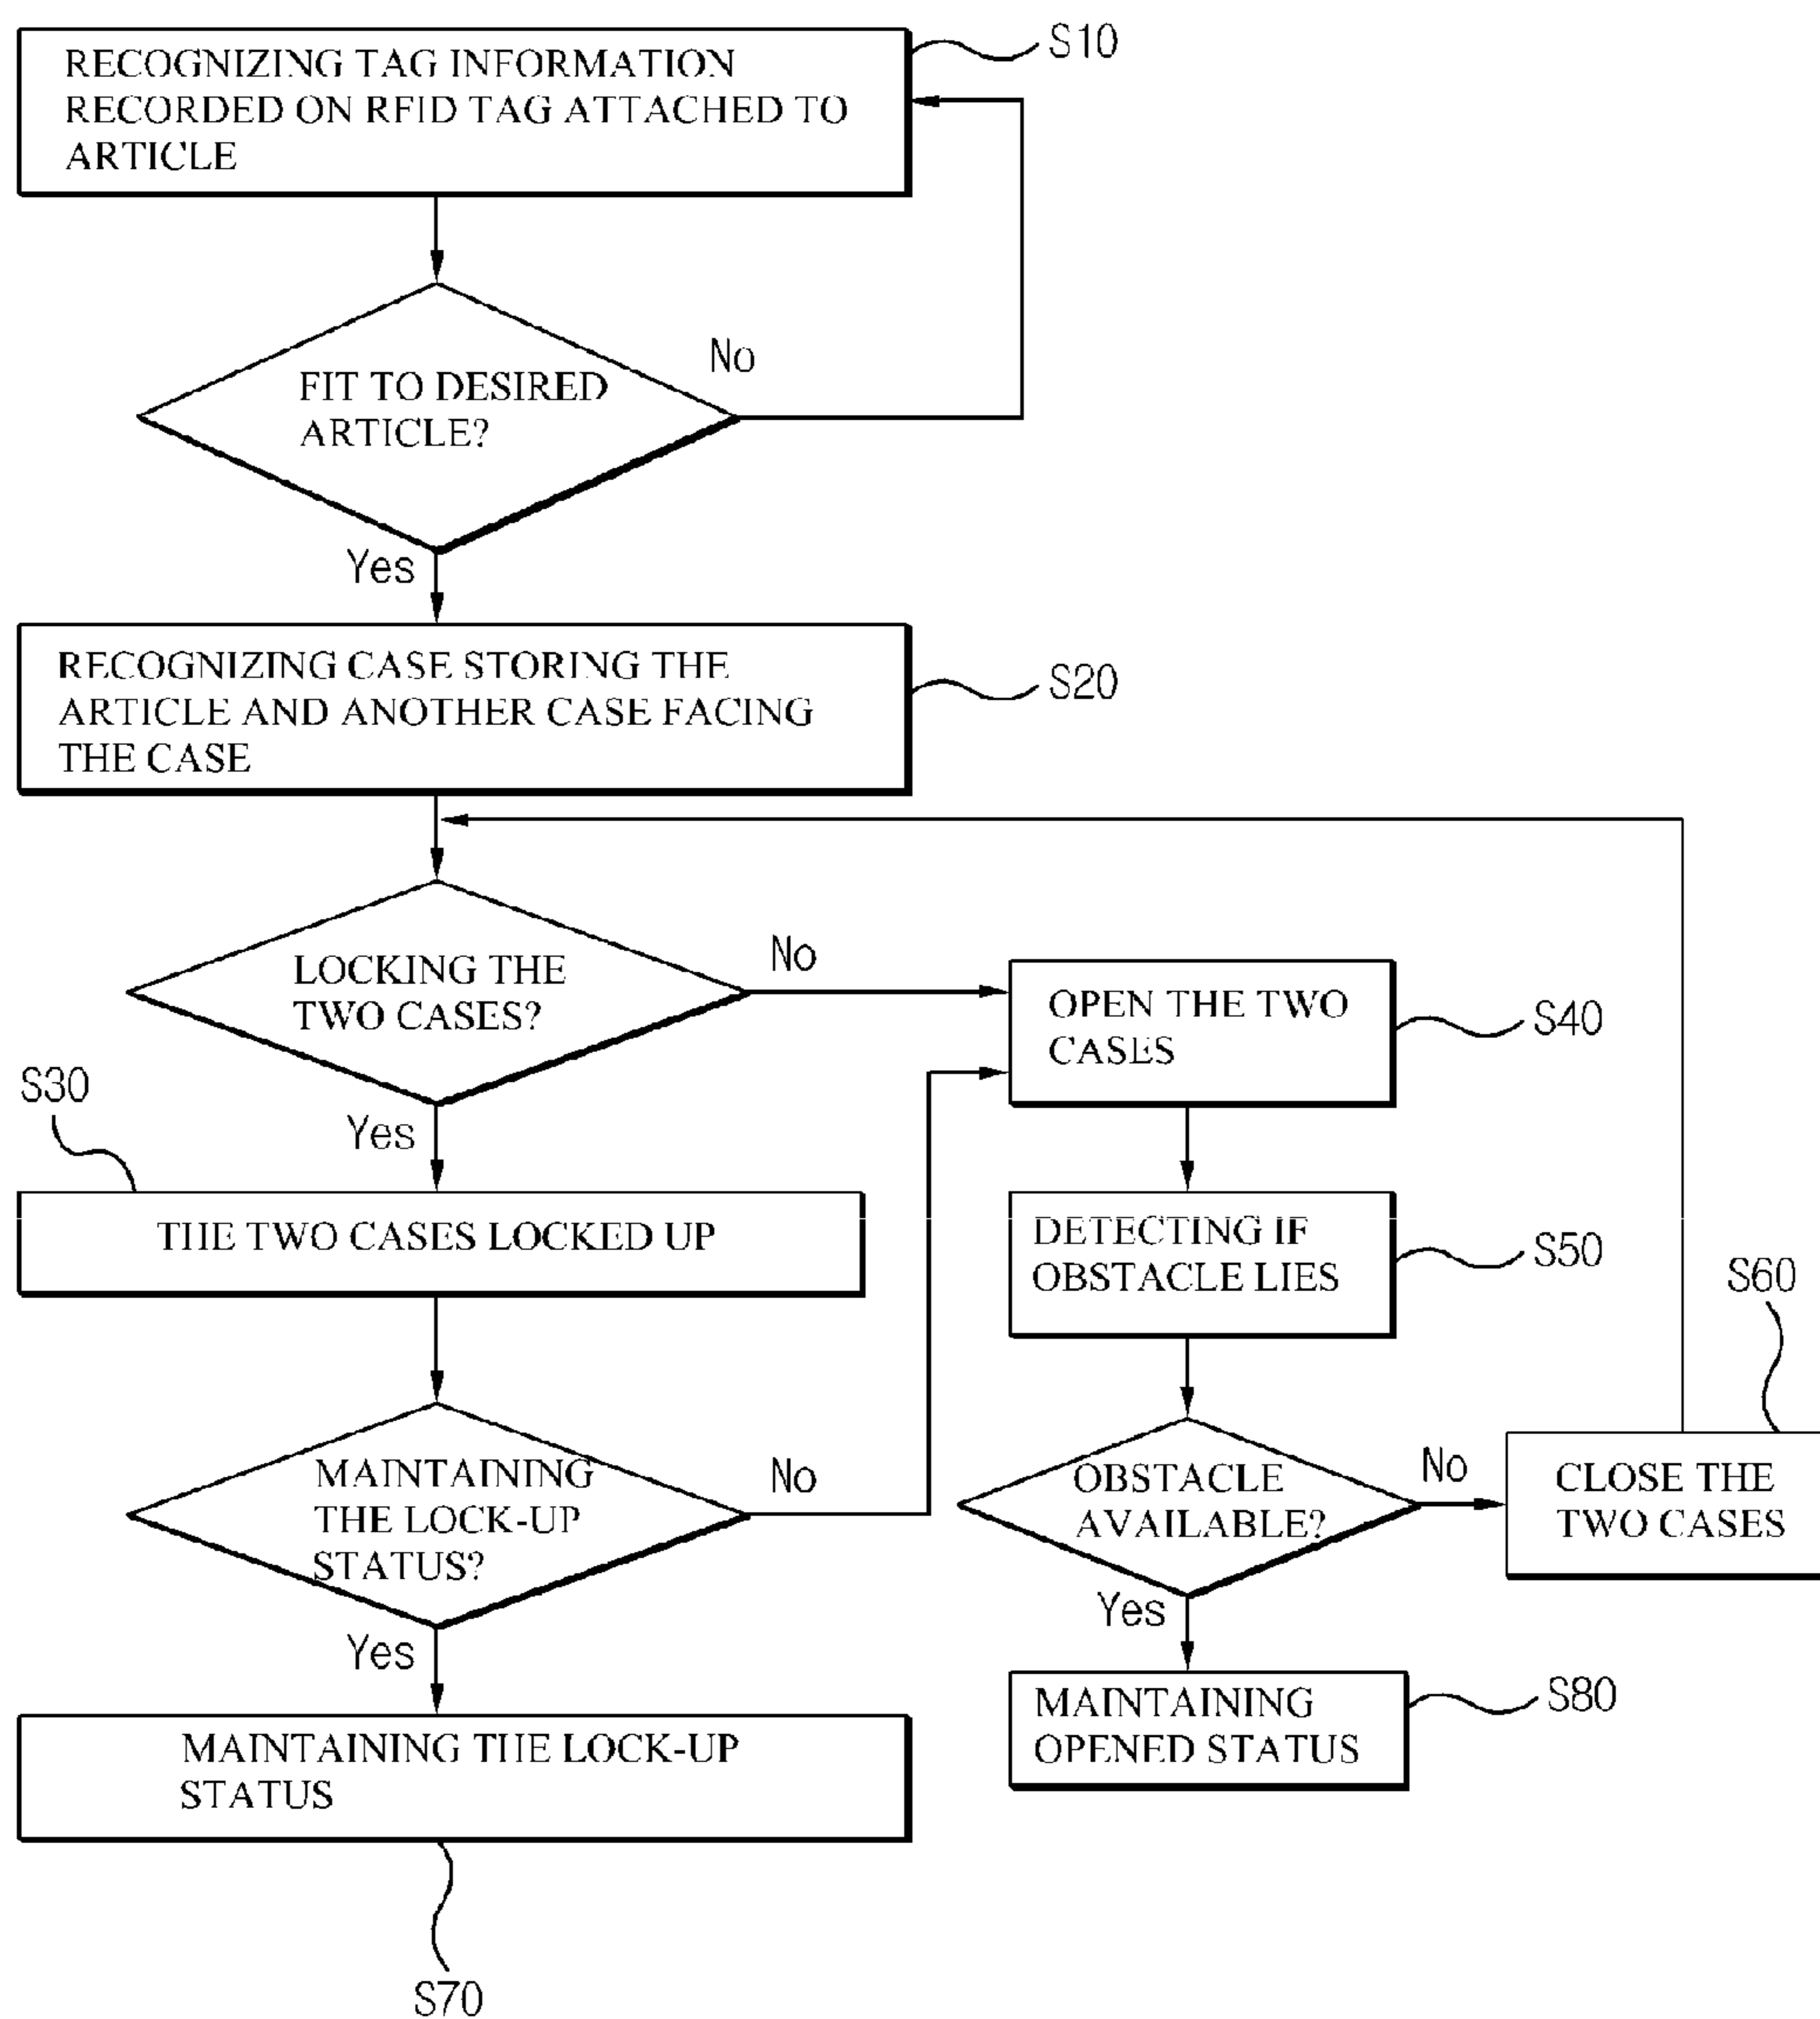 S10
RECOGNIZING TAG INFORMATION
RECORDED ON RFID TAG ATTACHED TO
ARTICLE
No
FIT TO DESIRED
ARTICLE?
Yes
RECOGNIZING CASE STORING THE
ARTICLE AND ANOTHER CASE FACING
THE CASE
S20
No
LOCKING THE
TWO CASES?
OPEN THE TWO
CASES
S40
S30
Yes
THE TWO CASES LOCKED UP
DETECTING IF
OBSTACLE LIES
S50
S60
MAINTAINING
THE LOCK-UP
STATUS?
No
OBSTACLE
AVAILABLE?
No
CLOSE THE
TWO CASES
Yes
Yes
MAINTAINING
OPENED STATUS
S80
MAINTAINING THE LOCK-UP
STATUS
S70